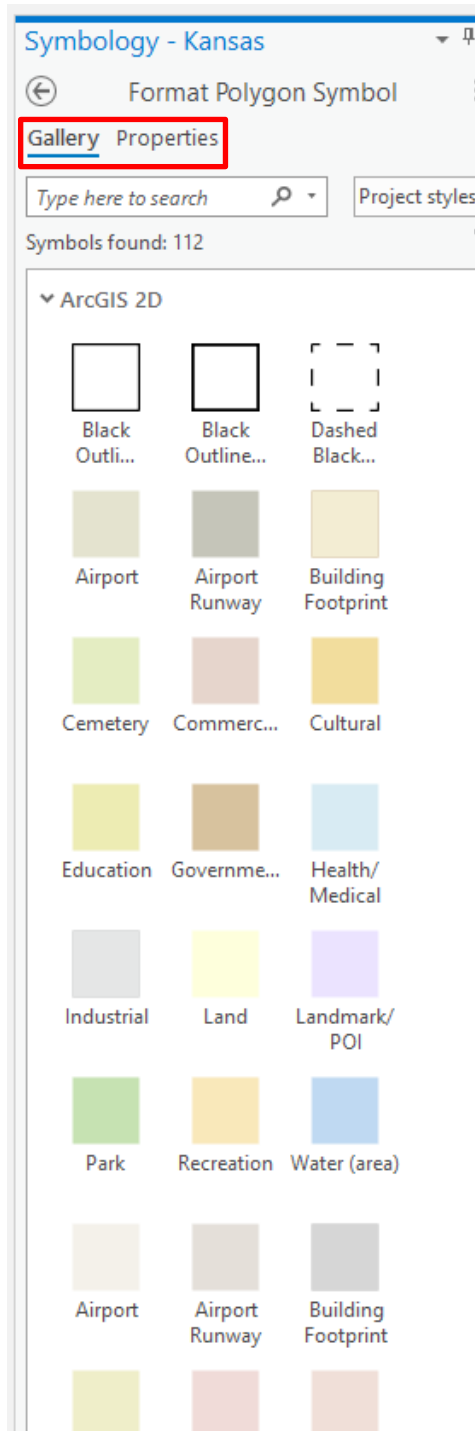 Symbology - Kansas
Format Polygon Symbol
Gallery Properties
Type here to search
Project styles
Symbols found: 112
ArcGIS 2D
Black Outli...
Black Outline...
Dashed Black...
Airport
Airport Runway
Building Footprint
Cemetery
Commerc...
Cultural
Education
Governme...
Health/ Medical
Industrial
Land
Landmark/ POI
Park
Recreation
Water (area)
Airport
Airport Runway
Building Footprint